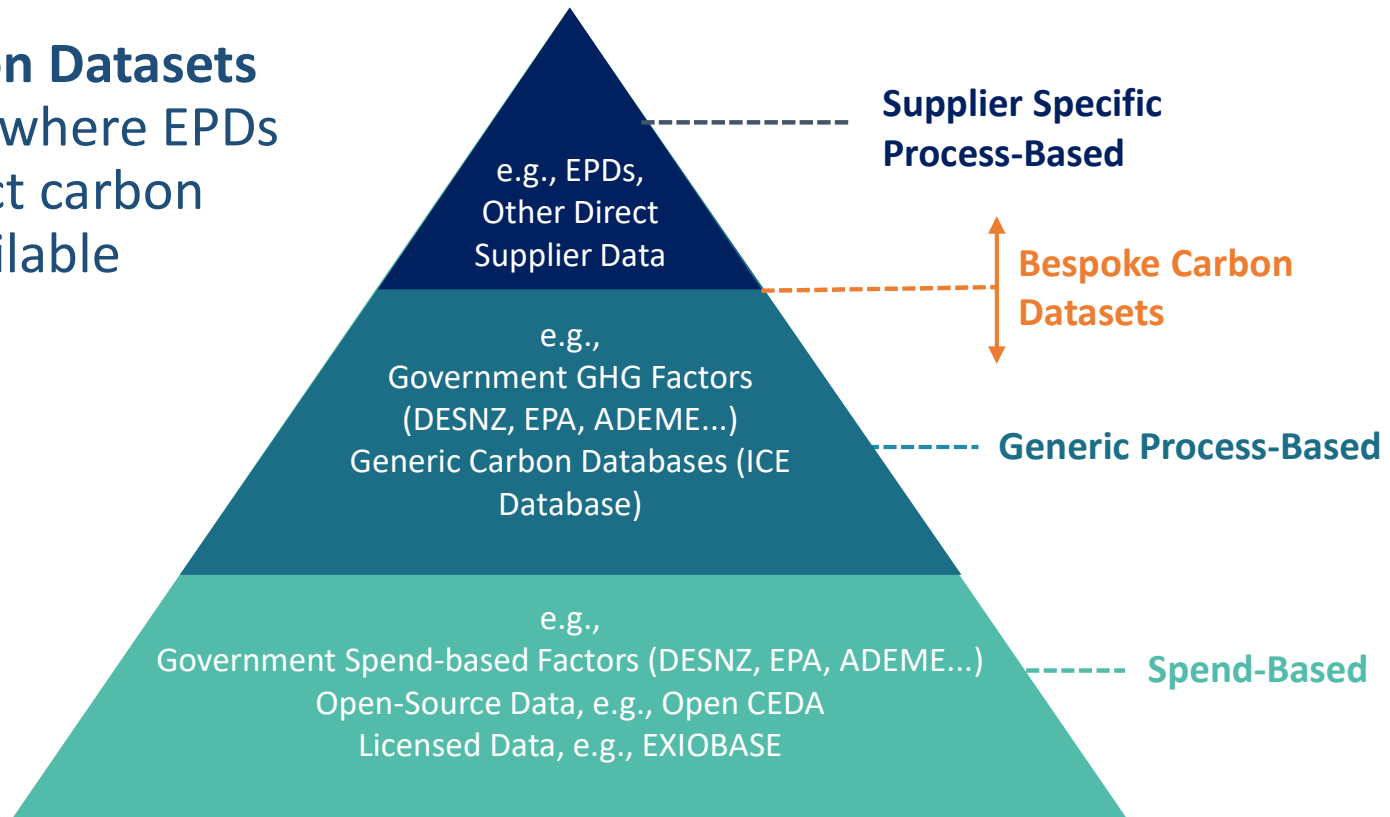 on Datasets
where EPDs
ct carbon
ilable
e.g., EPDs,
Other Direct
Supplier Data
e.g.,
Government GHG Factors
(DESNZ, EPA, ADEME...)
Generic Carbon Databases (ICE
Database)
e.g.,
Government Spend-based Factors (DESNZ, EPA, ADEME...)
Open-Source Data, e.g., Open CEDA
Licensed Data, e.g., EXIOBASE
Supplier Specific
Process-Based
Bespoke Carbon
Datasets
Generic Process-Based
Spend-Based